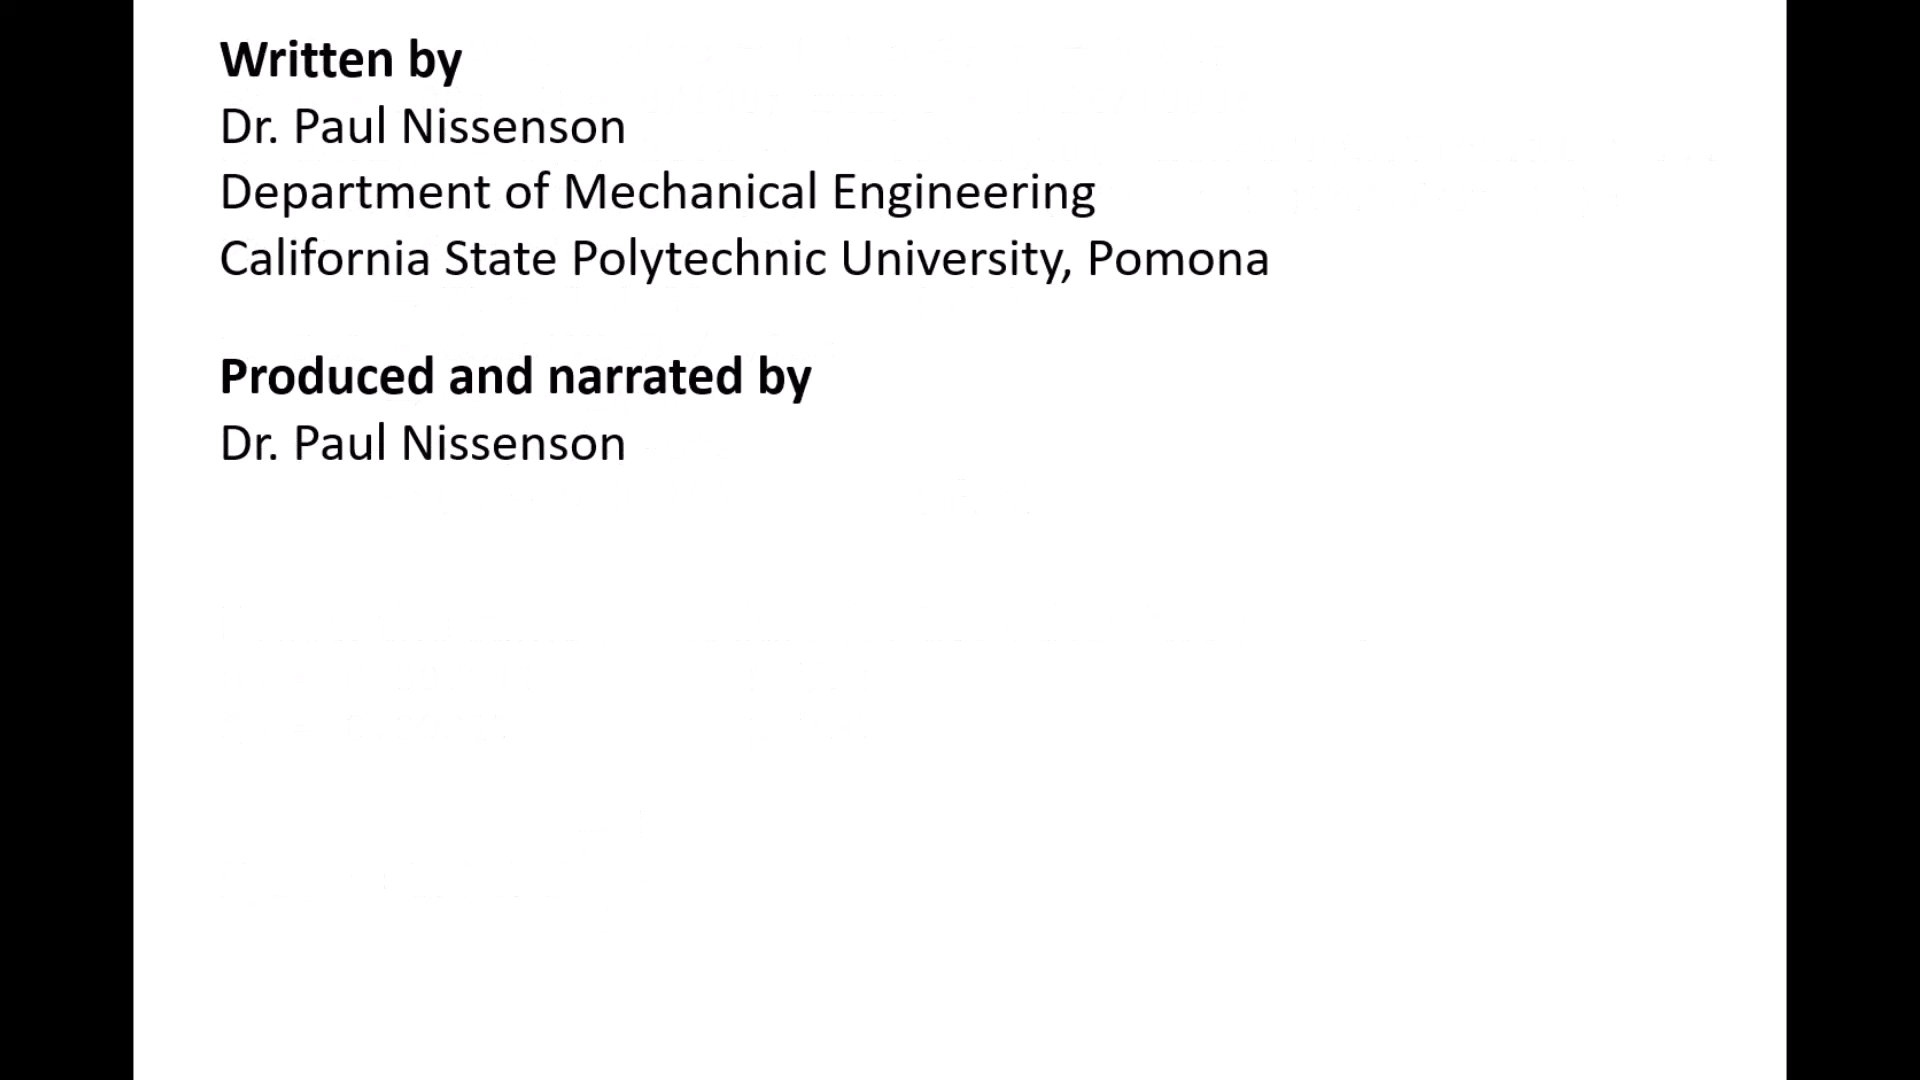 Written by
Dr. Paul Nissenson
Department of Mechanical Engineering
California State Polytechnic University, Pomona
Produced and narrated by
Dr. Paul Nissenson